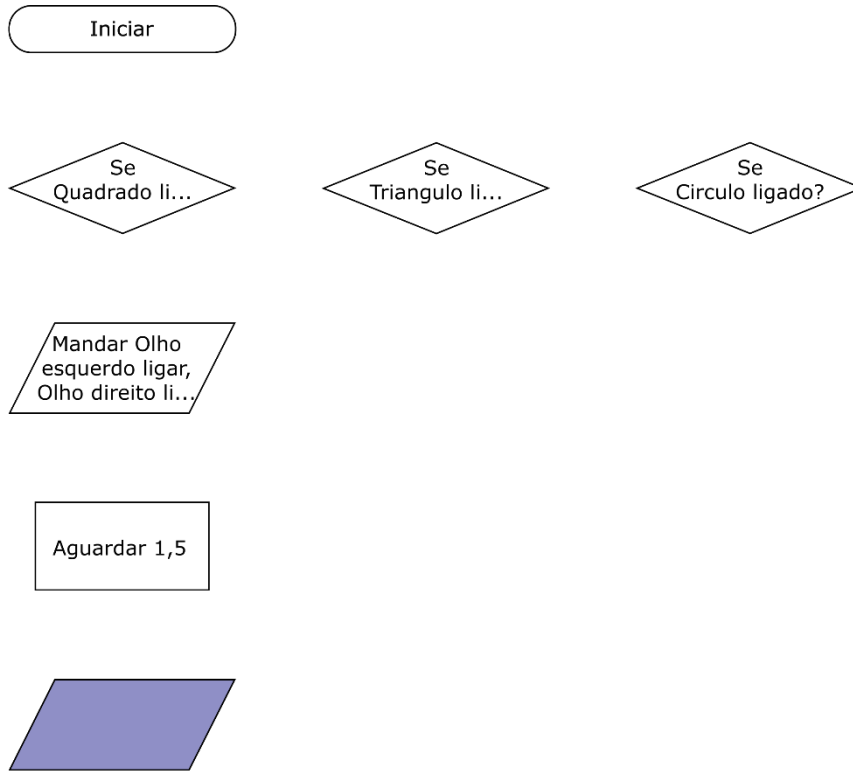 Iniciar
Se
Quadrado li...
Se
Triangulo li...
Se
Circulo ligado?
Mandar Olho
esquerdo ligar,
Olho direito li...
Aguardar 1,5